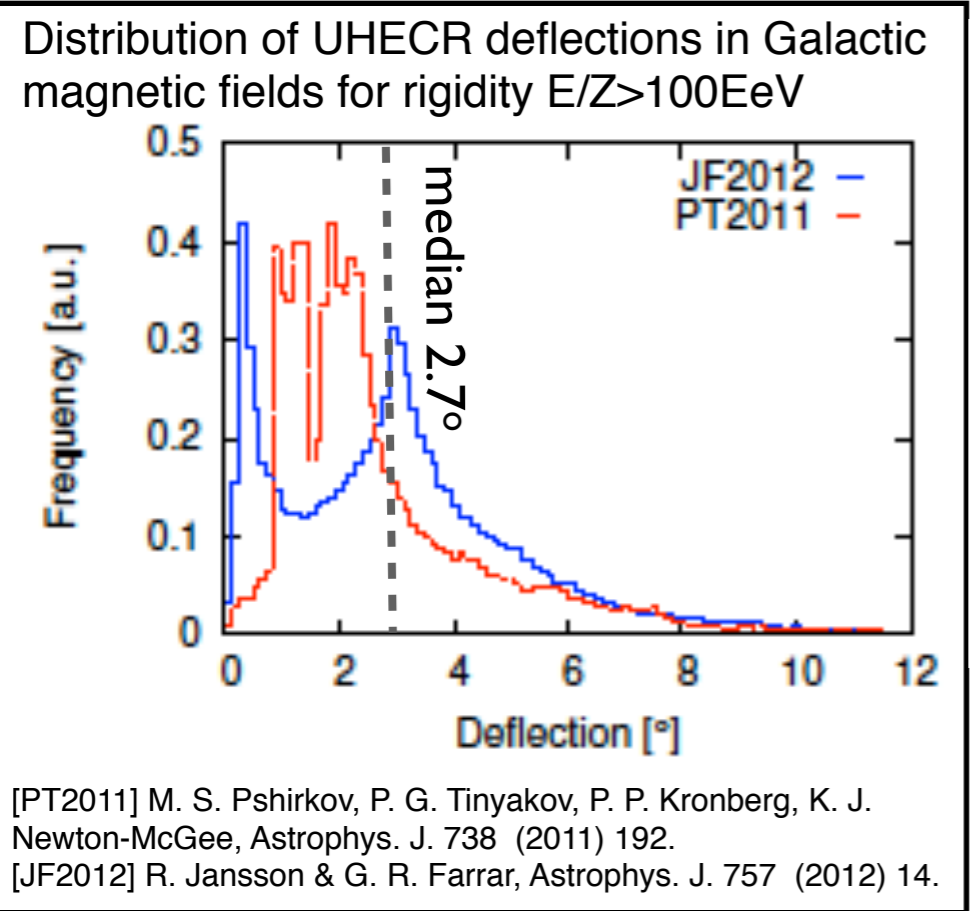 Distribution of UHECR deflections in Galactic
magnetic fields for rigidity E/Z>100EeV
0.5
0.4
0.3
0.2
0.1
0
Frequency [a.u.]
median 2.7°
JF2012
PT2011
0 2 4 6 8 10 12
Deflection [°]
[PT2011] M. S. Pshirkov, P. G. Tinyakov, P. P. Kronberg, K. J.
Newton-McGee, Astrophys. J. 738 (2011) 192.
[JF2012] R. Jansson & G. R. Farrar, Astrophys. J. 757 (2012) 14.